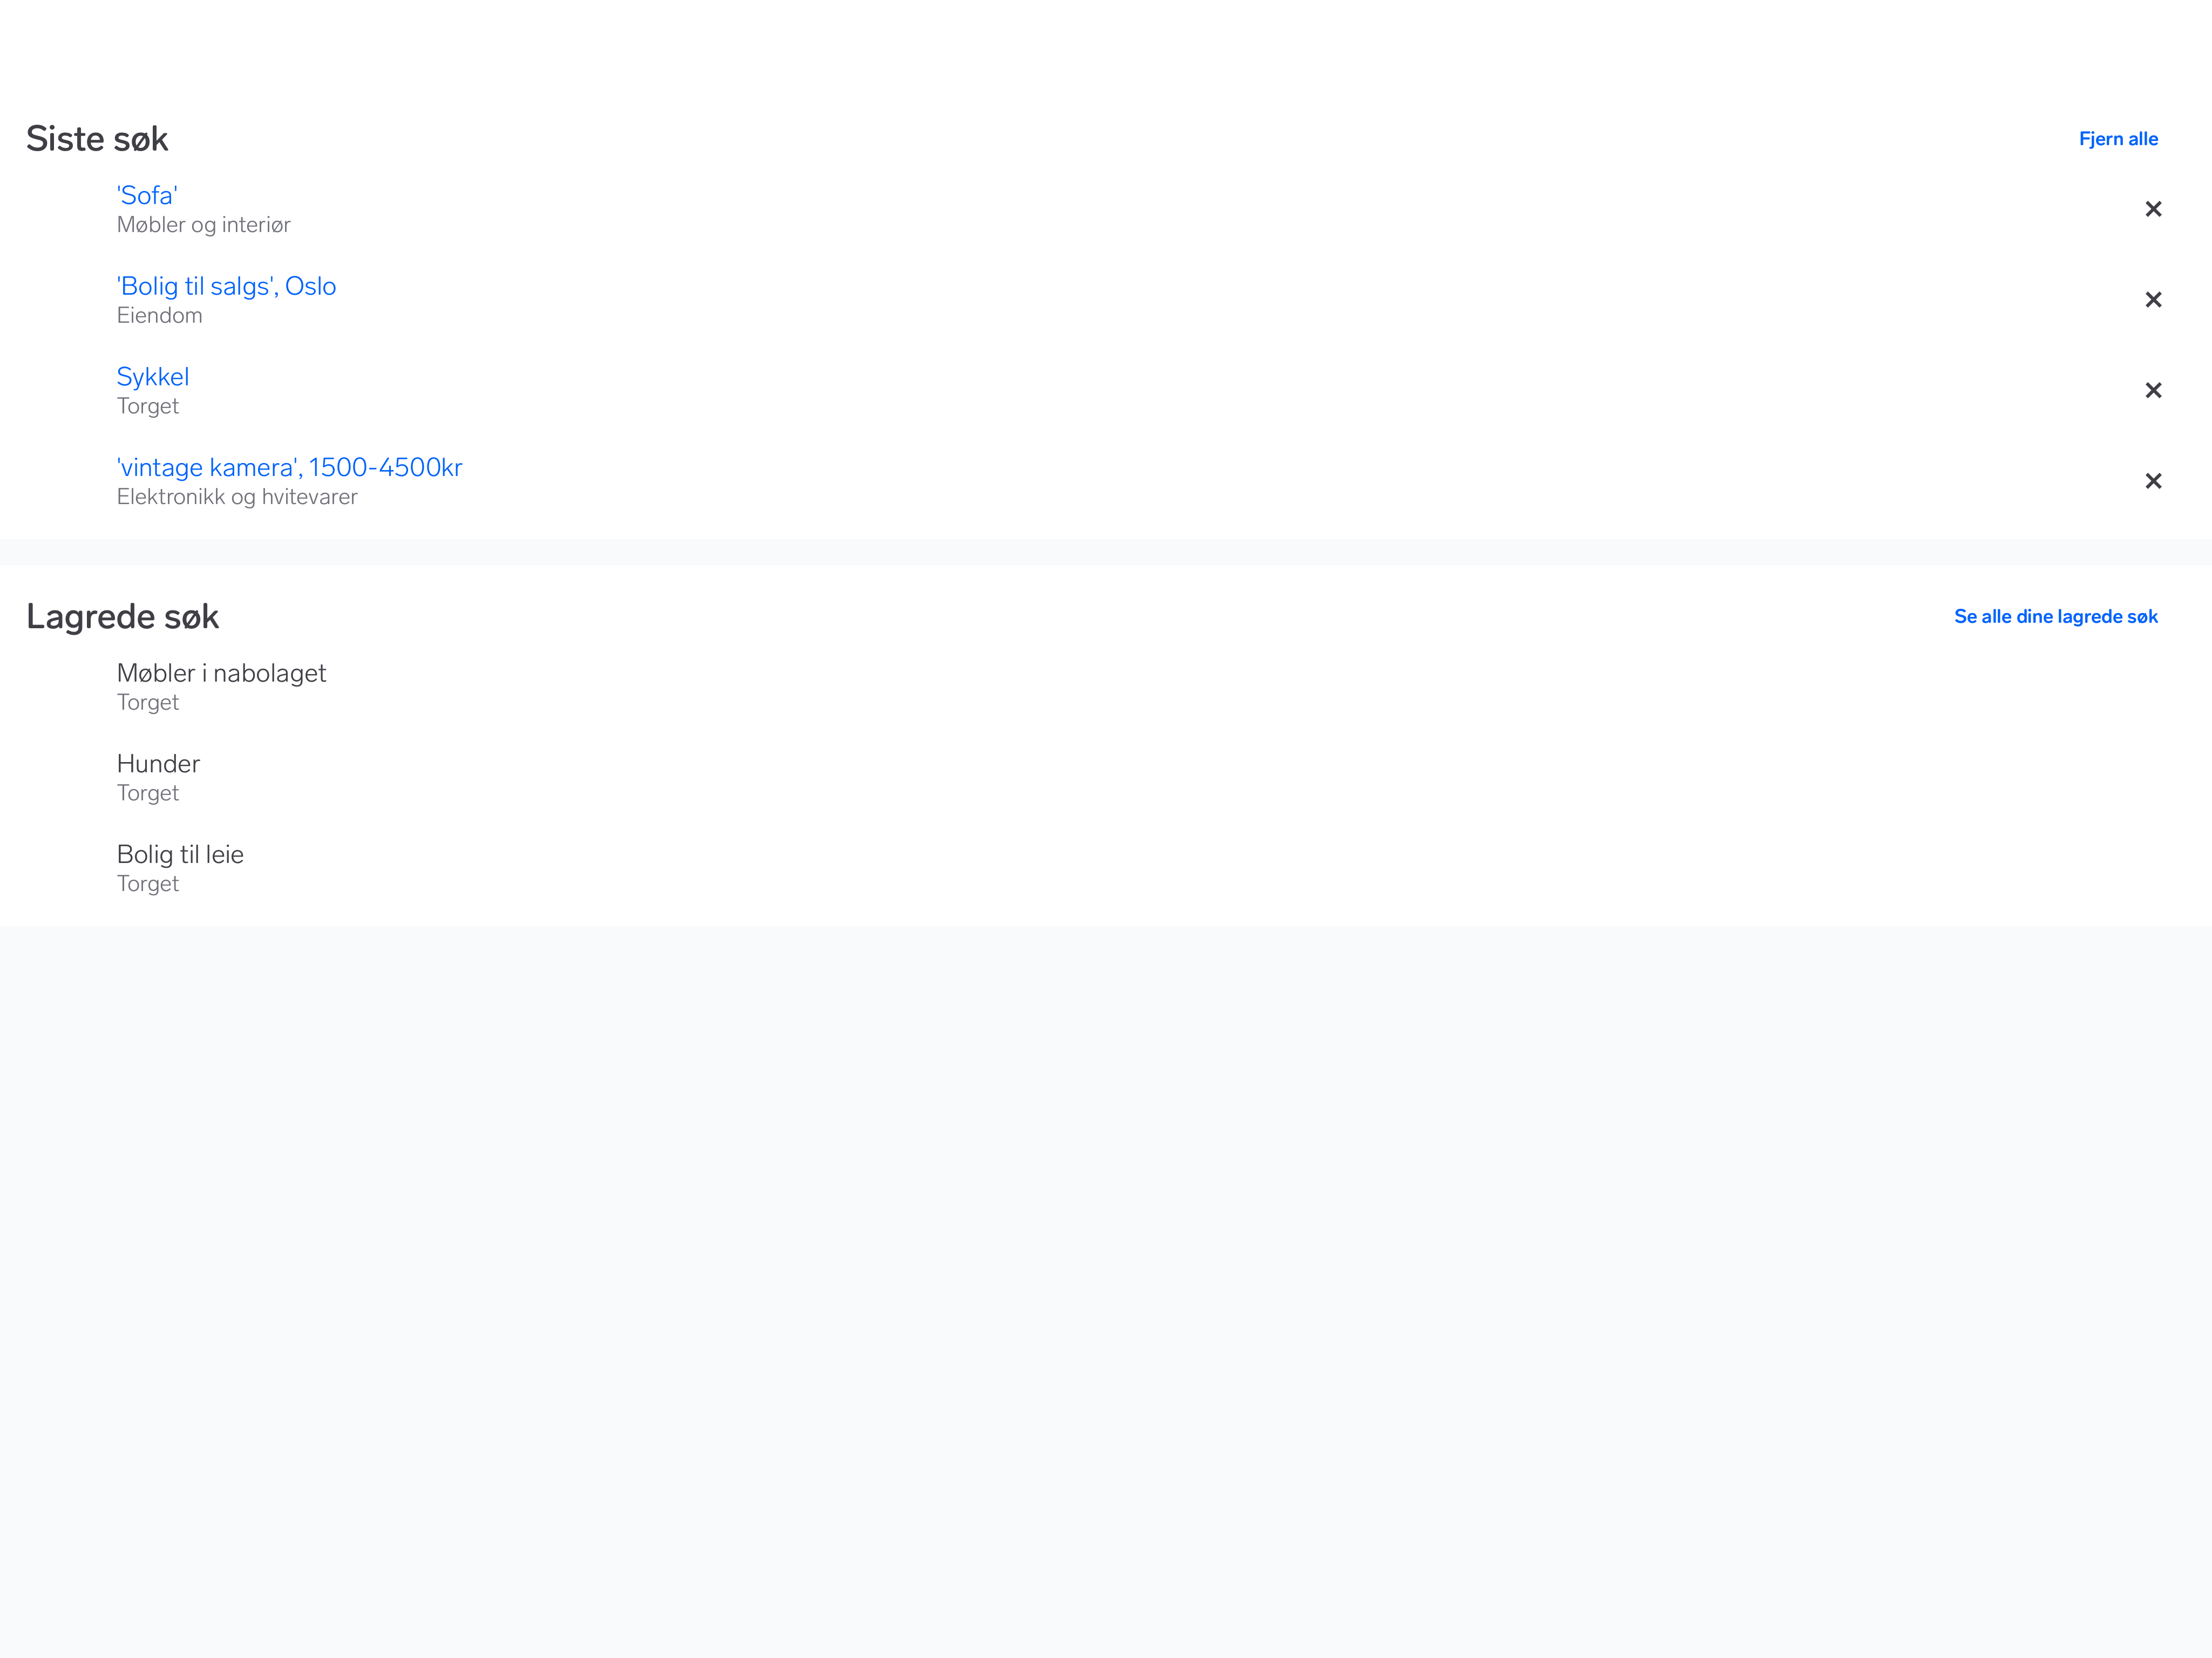 Siste søk
Fjern alle
'Sofa'
Møbler og interiør
'Bolig til salgs', Oslo
Eiendom
Sykkel
Torget
'vintage kamera', 1500-4500kr
Elektronikk og hvitevarer
Lagrede søk
Se alle dine lagrede søk
Møbler i nabolaget
Torget
Hunder
Torget
Bolig til leie
Torget